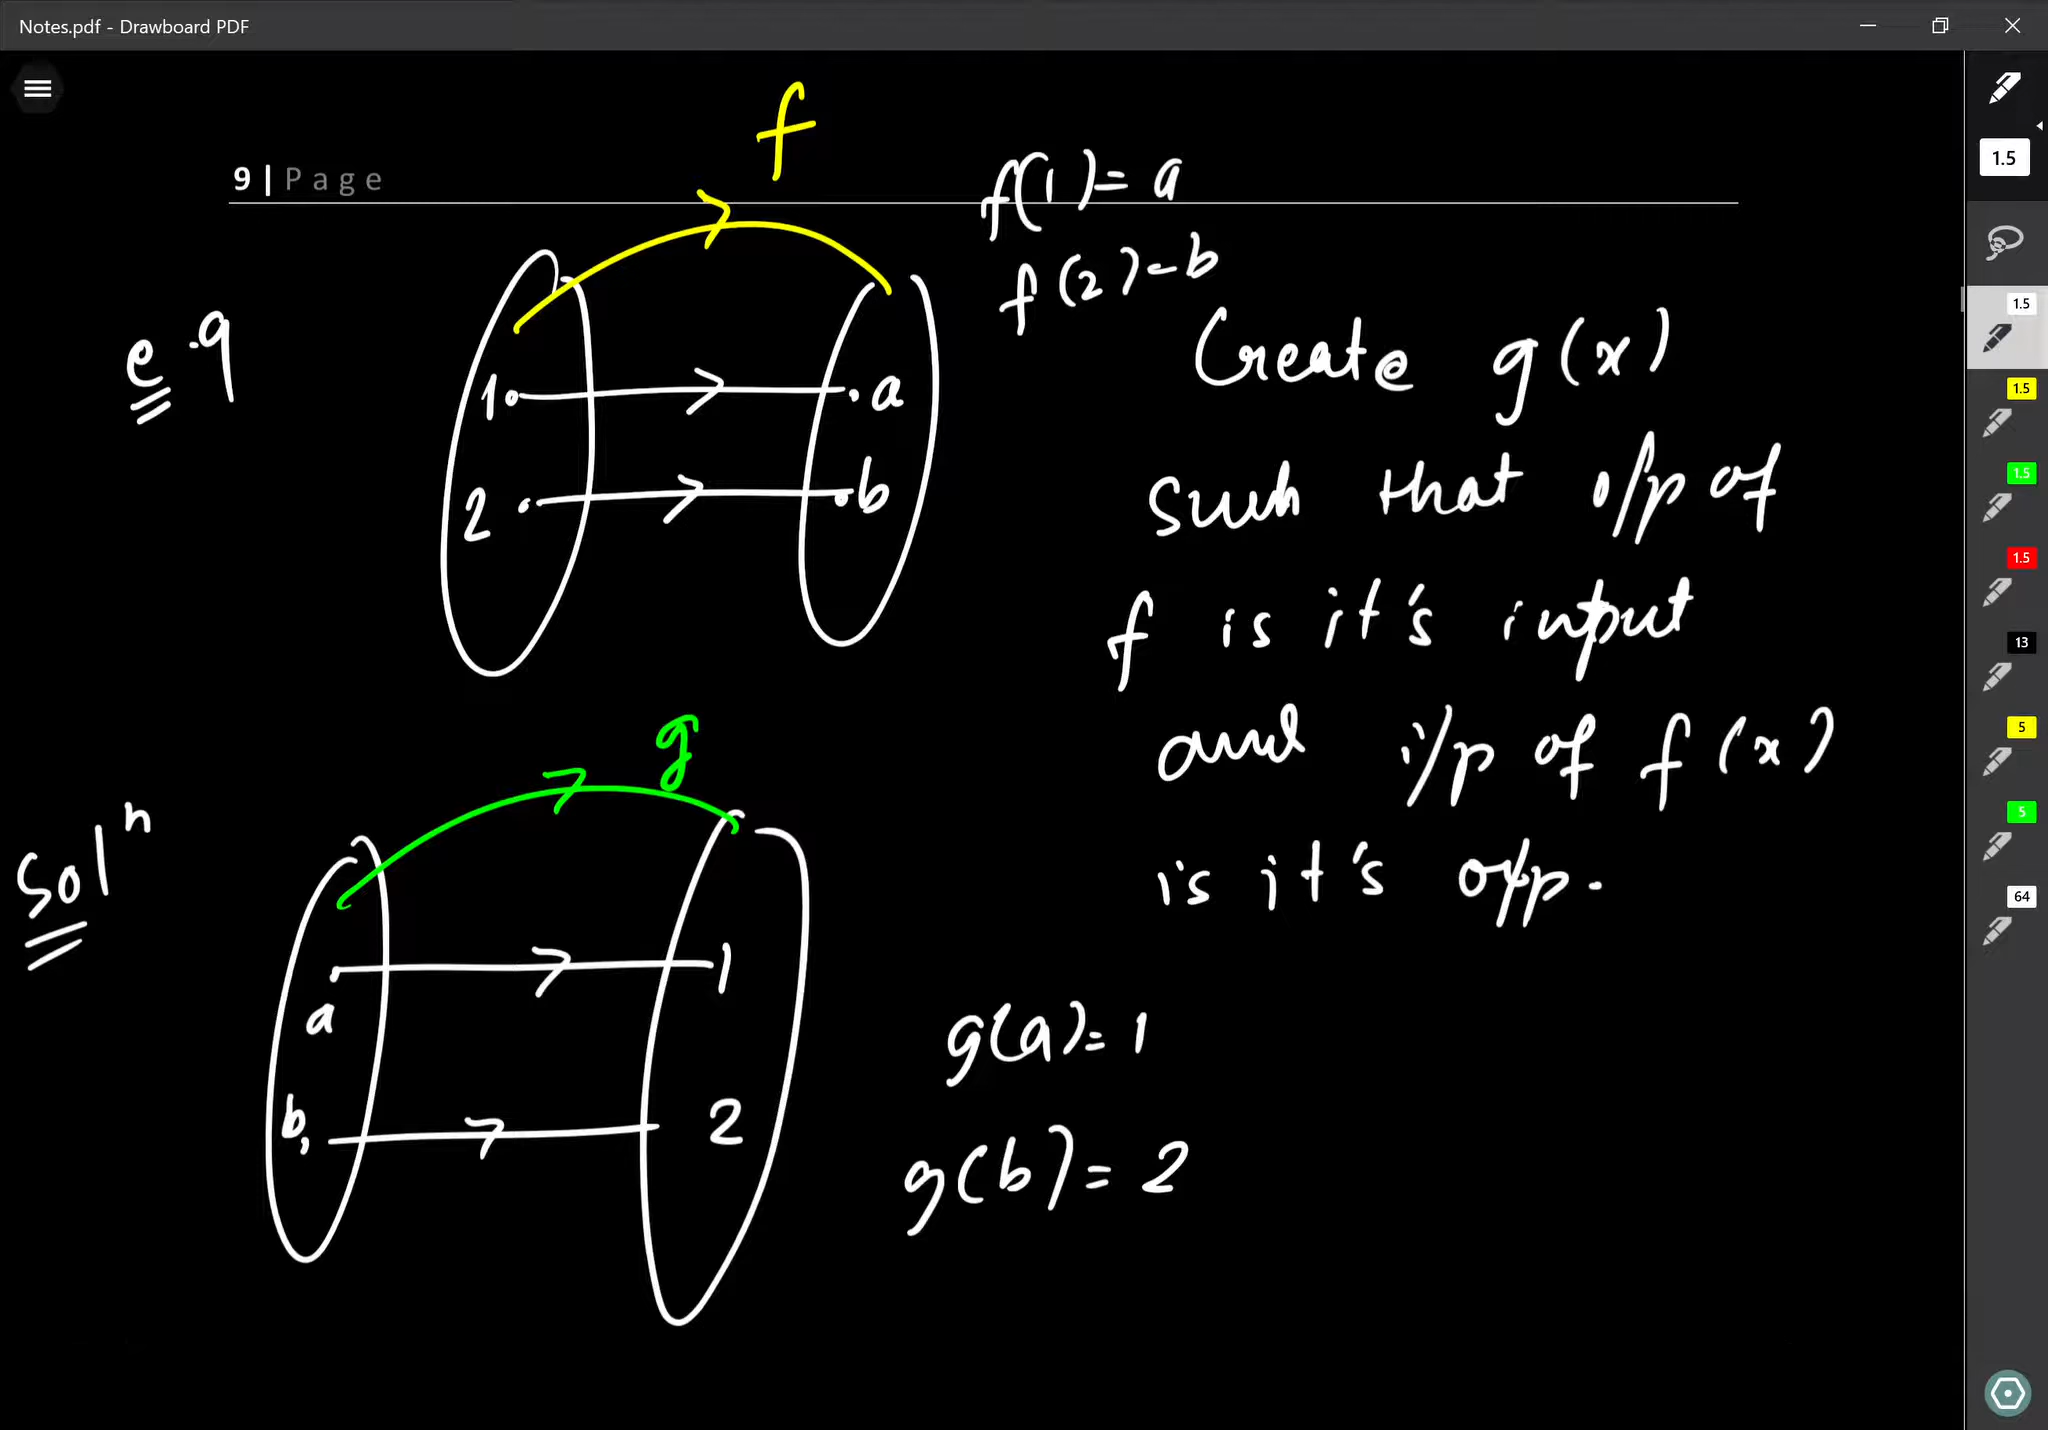 Notes.pdf - Drawboard PDF
9 | Page
f
f(1)= a
f(2)=b
e.g
1 a
2 b
Create g(x)
such that o/p of
f is it's input
and i/p of f(x)
is it's o/p.
Solⁿ
g
a 1
b 2
g(a)= 1
g(b)= 2
1.5
1.5
1.5
1.5
1.5
13
5
5
64